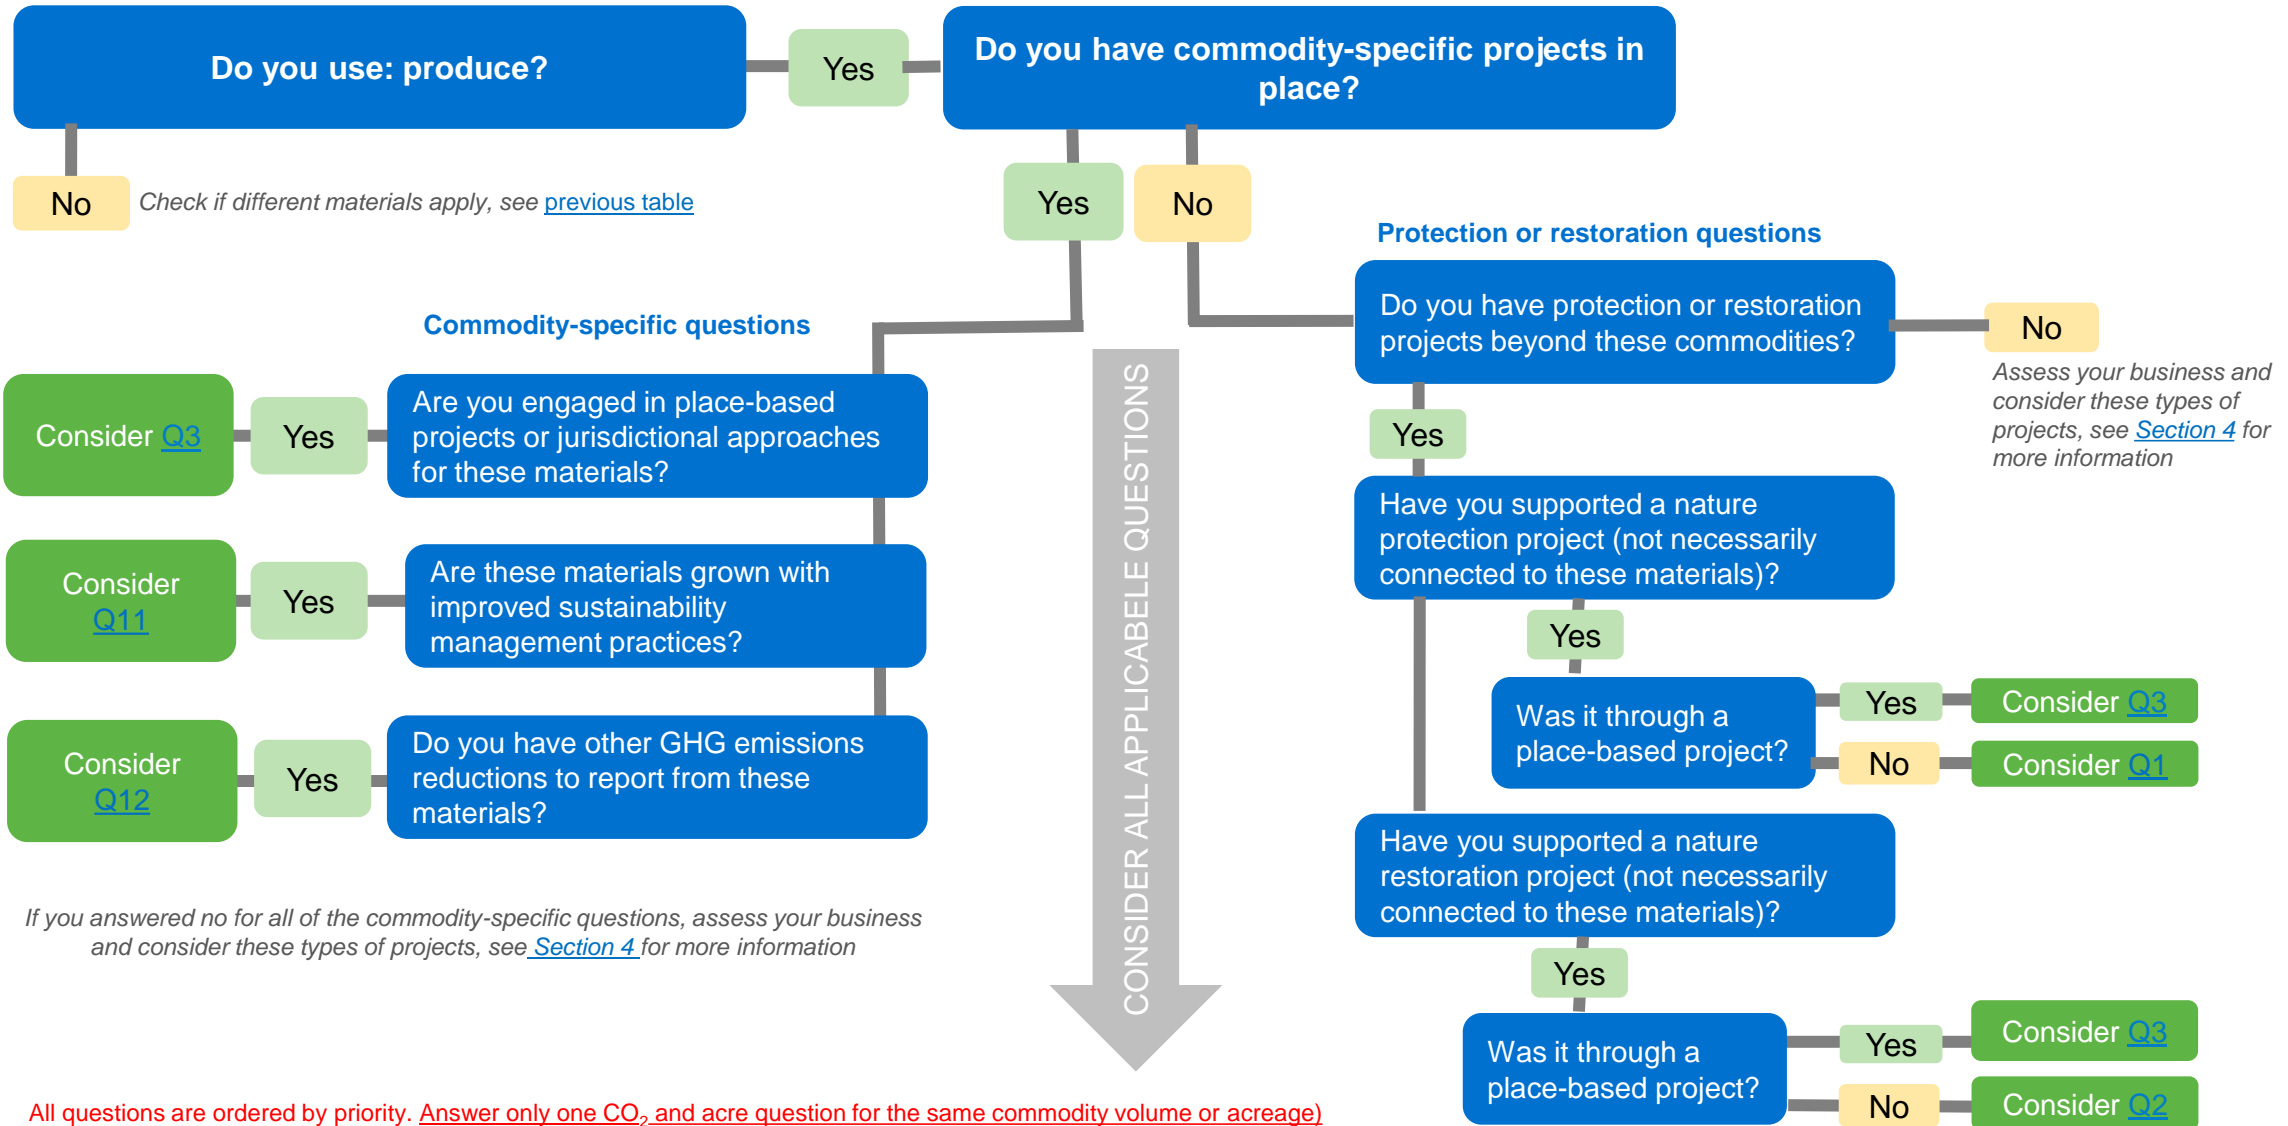 Do you use: produce?
Yes
Do you have commodity-specific projects in
place?
No
Check if different materials apply, see previous table
Yes
No
Commodity-specific questions
Consider Q3
Yes
Are you engaged in place-based
projects or jurisdictional approaches
for these materials?
Consider
Q11
Yes
Are these materials grown with
improved sustainability
management practices?
Consider
Q12
Yes
Do you have other GHG emissions
reductions to report from these
materials?
If you answered no for all of the commodity-specific questions, assess your business
and consider these types of projects, see Section 4 for more information
CONSIDER ALL APPLICABELE QUESTIONS
Protection or restoration questions
Do you have protection or restoration
projects beyond these commodities?
No
Assess your business and
consider these types of
projects, see Section 4 for
more information
Yes
Have you supported a nature
protection project (not necessarily
connected to these materials)?
Yes
Was it through a
place-based project?
Yes
Consider Q3
No
Consider Q1
Have you supported a nature
restoration project (not necessarily
connected to these materials)?
Yes
Was it through a
place-based project?
Yes
Consider Q3
No
Consider Q2
All questions are ordered by priority. Answer only one CO₂ and acre question for the same commodity volume or acreage)